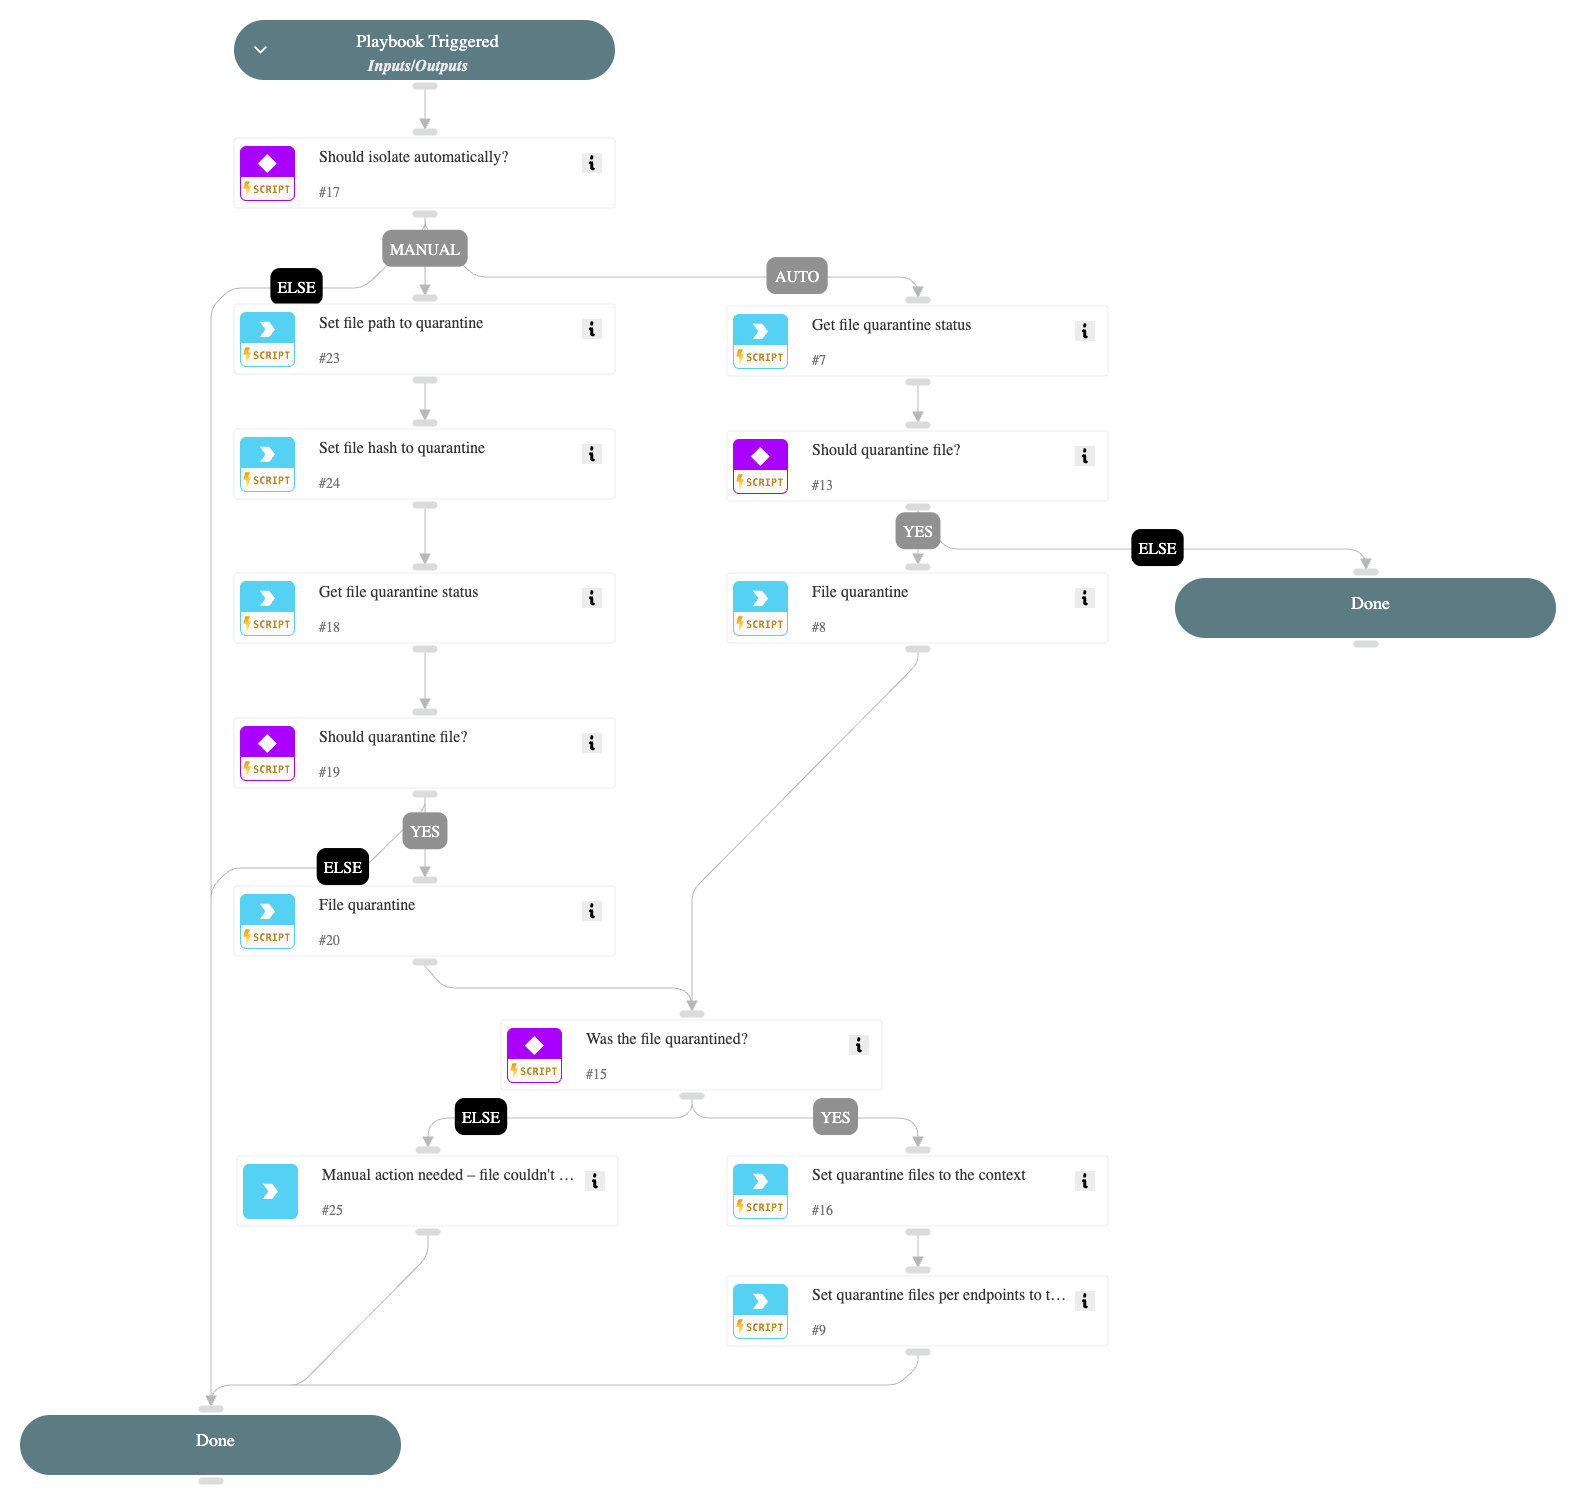 Playbook Triggered
Inputs/Outputs
Should isolate automatically?
SCRIPT
#17
MANUAL
ELSE
AUTO
Set file path to quarantine
SCRIPT
#23
Get file quarantine status
SCRIPT
#7
Set file hash to quarantine
SCRIPT
#24
Should quarantine file?
SCRIPT
#13
YES
ELSE
Get file quarantine status
SCRIPT
#18
File quarantine
SCRIPT
#8
Done
Should quarantine file?
SCRIPT
#19
YES
ELSE
File quarantine
SCRIPT
#20
Was the file quarantined?
SCRIPT
#15
ELSE
YES
Manual action needed – file couldn't ...
#25
Set quarantine files to the context
SCRIPT
#16
Set quarantine files per endpoints to t...
SCRIPT
#9
Done